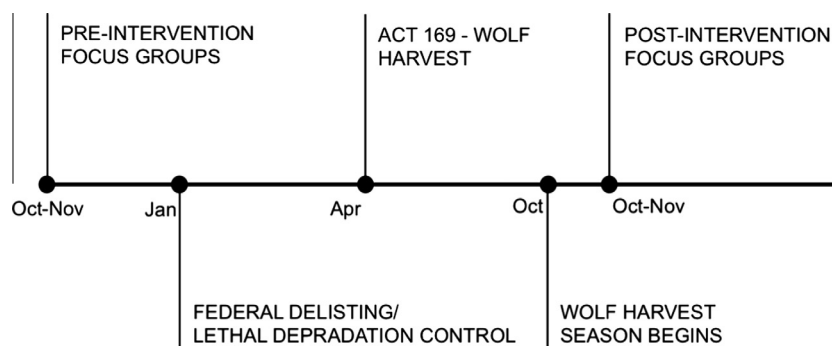 PRE-INTERVENTION
FOCUS GROUPS
ACT 169 - WOLF
HARVEST
POST-INTERVENTION
FOCUS GROUPS
Oct-Nov
Jan
Apr
Oct
Oct-Nov
FEDERAL DELISTING/
LETHAL DEPRADATION CONTROL
WOLF HARVEST
SEASON BEGINS